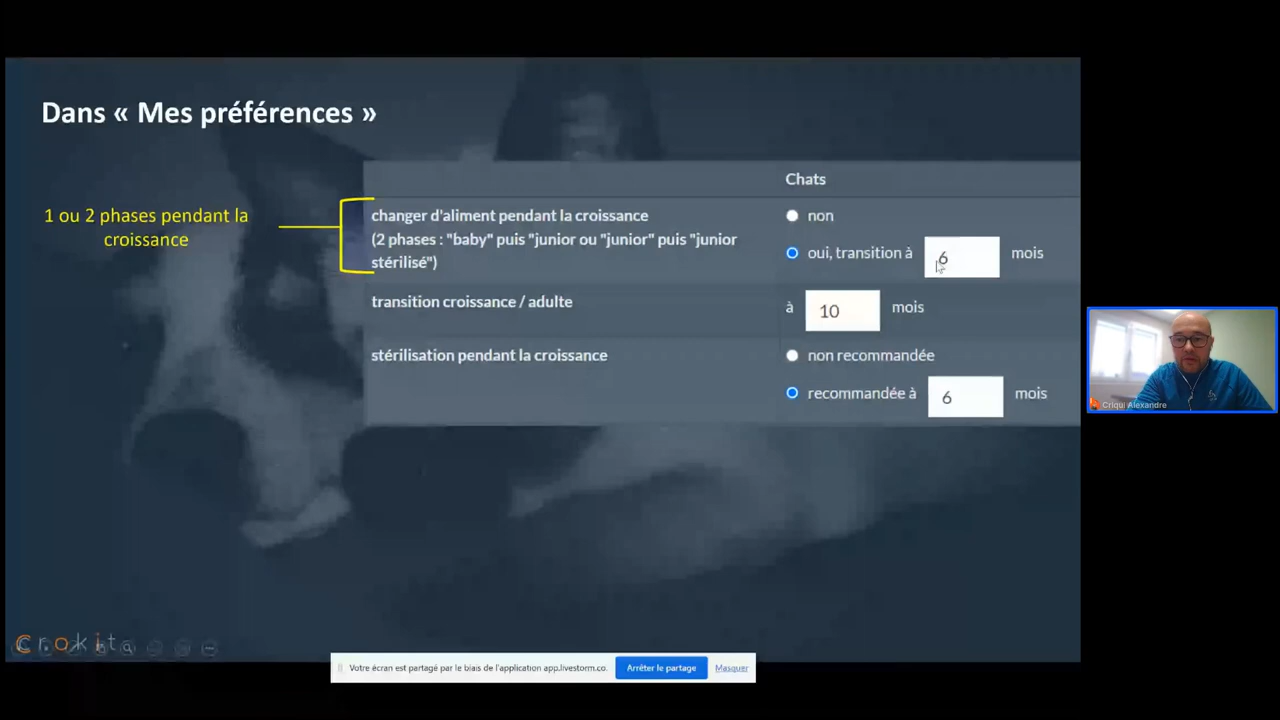 Dans « Mes préférences »
Chats
1 ou 2 phases pendant la
croissance
changer d'aliment pendant la croissance
(2 phases : "baby" puis "junior ou "junior" puis "junior
stérilisé")
non
oui, transition à 6 mois
transition croissance / adulte
à 10 mois
stérilisation pendant la croissance
non recommandée
recommandée à 6 mois
Criqui Alexandre
crokit
Votre écran est partagé par le biais de l'application app.livestorm.co.
Arrêter le partage
Masquer